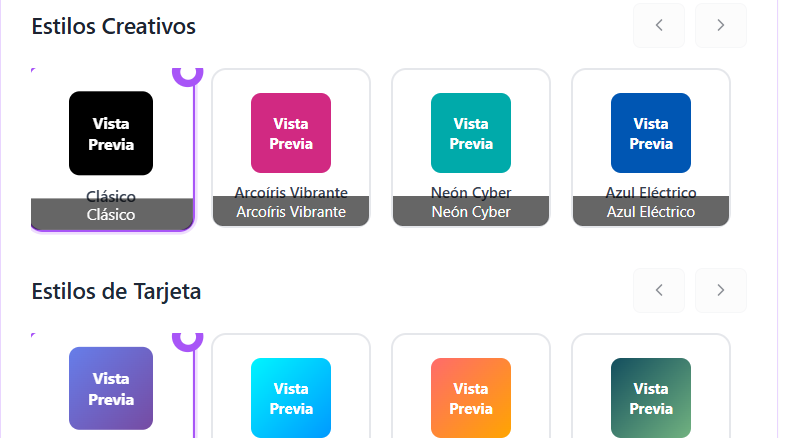 Estilos Creativos
Vista
Previa
Clásico
Clásico
Vista
Previa
Arcoíris Vibrante
Arcoíris Vibrante
Vista
Previa
Neón Cyber
Neón Cyber
Vista
Previa
Azul Eléctrico
Azul Eléctrico
Estilos de Tarjeta
Vista
Previa
Vista
Previa
Vista
Previa
Vista
Previa